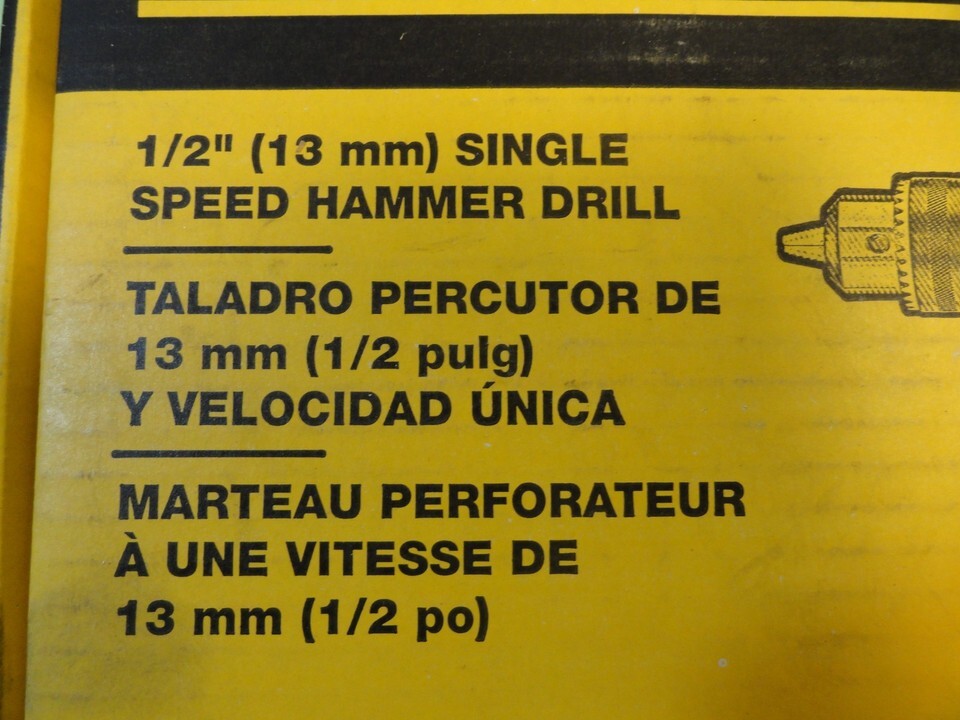 1/2" (13 mm) SINGLE
SPEED HAMMER DRILL
TALADRO PERCUTOR DE
13 mm (1/2 pulg)
Y VELOCIDAD ÚNICA
MARTEAU PERFORATEUR
À UNE VITESSE DE
13 mm (1/2 po)